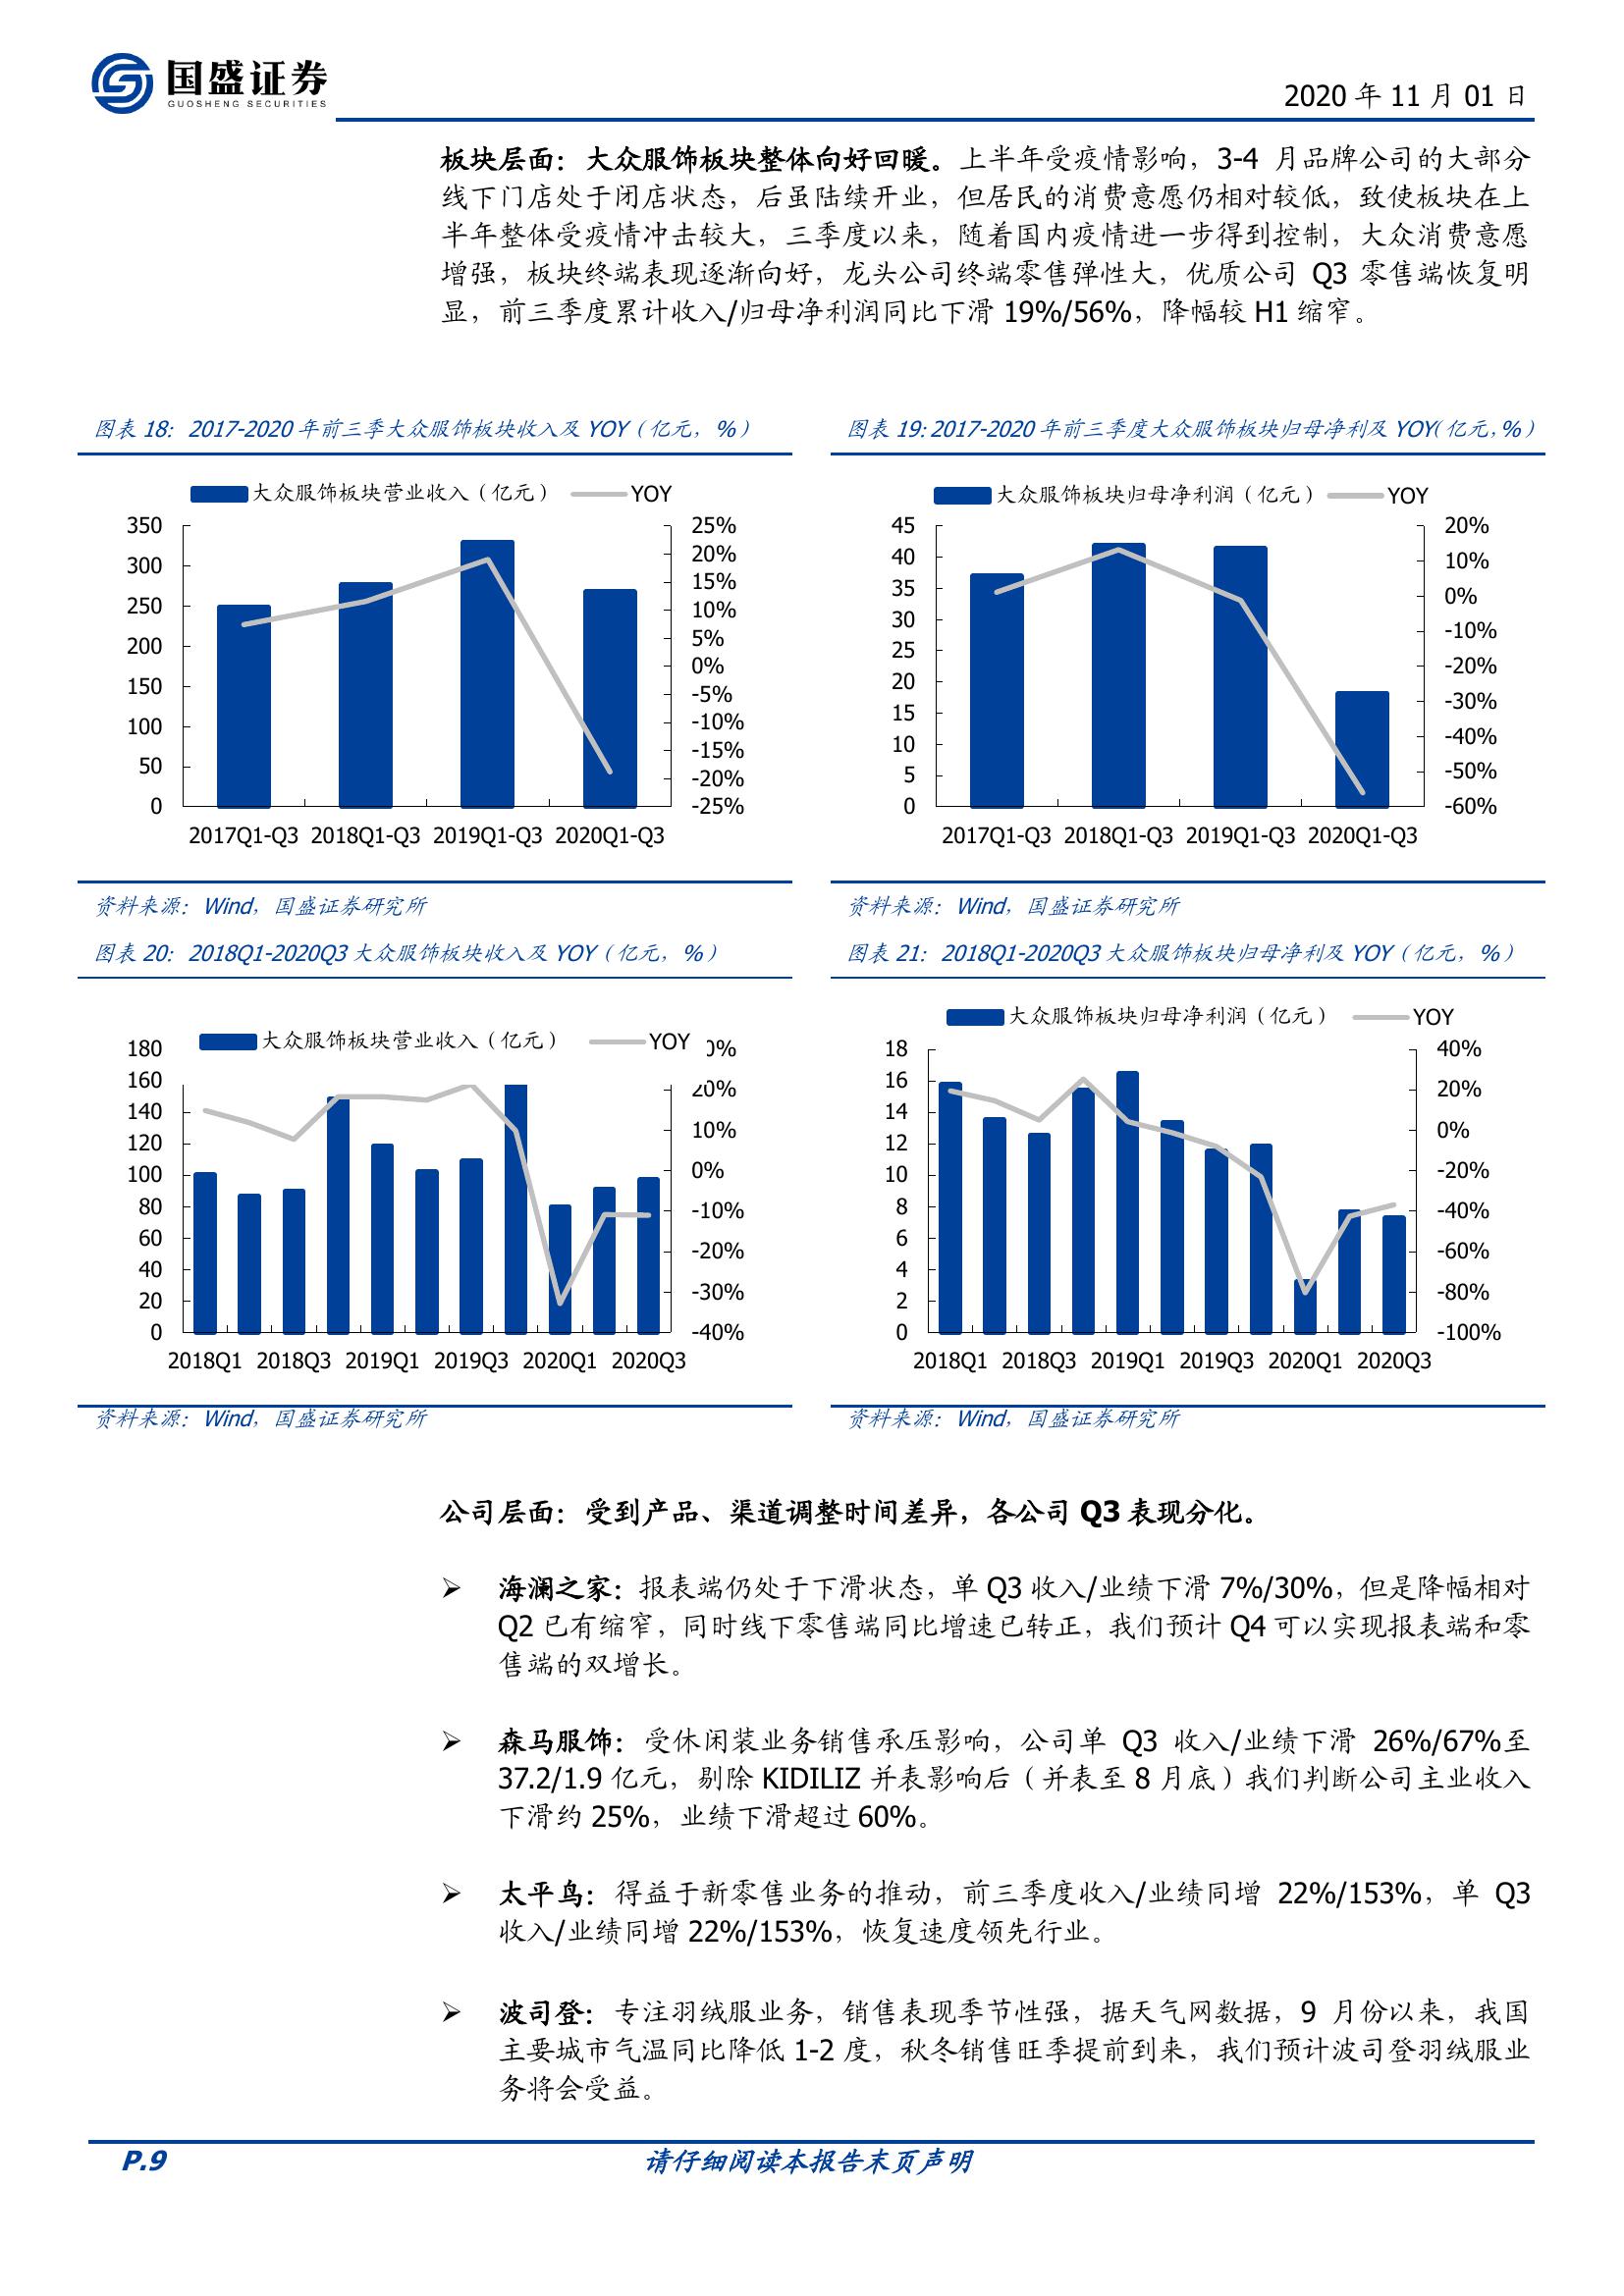 国盛证券
GUOSHENG SECURITIES
2020 年 11 月 01 日
板块层面：大众服饰板块整体向好回暖。上半年受疫情影响，3-4 月品牌公司的大部分
线下门店处于闭店状态，后虽陆续开业，但居民的消费意愿仍相对较低，致使板块在上
半年整体受疫情冲击较大，三季度以来，随着国内疫情进一步得到控制，大众消费意愿
增强，板块终端表现逐渐向好，龙头公司终端零售弹性大，优质公司 Q3 零售端恢复明
显，前三季度累计收入/归母净利润同比下滑 19%/56%，降幅较 H1 缩窄。
图表 18：2017-2020 年前三季大众服饰板块收入及 YOY（亿元，%）
大众服饰板块营业收入（亿元）
YOY
350
300
250
200
150
100
50
0
25%
20%
15%
10%
5%
0%
-5%
-10%
-15%
-20%
-25%
2017Q1-Q3 2018Q1-Q3 2019Q1-Q3 2020Q1-Q3
资料来源：Wind，国盛证券研究所
图表 19：2017-2020 年前三季度大众服饰板块归母净利及 YOY（亿元，%）
大众服饰板块归母净利润（亿元）
YOY
45
40
35
30
25
20
15
10
5
0
20%
10%
0%
-10%
-20%
-30%
-40%
-50%
-60%
2017Q1-Q3 2018Q1-Q3 2019Q1-Q3 2020Q1-Q3
资料来源：Wind，国盛证券研究所
图表 20：2018Q1-2020Q3 大众服饰板块收入及 YOY（亿元，%）
大众服饰板块营业收入（亿元）
YOY
180
160
140
120
100
80
60
40
20
0
0%
20%
10%
0%
-10%
-20%
-30%
-40%
2018Q1 2018Q3 2019Q1 2019Q3 2020Q1 2020Q3
资料来源：Wind，国盛证券研究所
图表 21：2018Q1-2020Q3 大众服饰板块归母净利及 YOY（亿元，%）
大众服饰板块归母净利润（亿元）
YOY
18
16
14
12
10
8
6
4
2
0
40%
20%
0%
-20%
-40%
-60%
-80%
-100%
2018Q1 2018Q3 2019Q1 2019Q3 2020Q1 2020Q3
资料来源：Wind，国盛证券研究所
公司层面：受到产品、渠道调整时间差异，各公司 Q3 表现分化。
➢ 海澜之家：报表端仍处于下滑状态，单 Q3 收入/业绩下滑 7%/30%，但是降幅相对
Q2 已有缩窄，同时线下零售端同比增速已转正，我们预计 Q4 可以实现报表端和零
售端的双增长。
➢ 森马服饰：受休闲装业务销售承压影响，公司单 Q3 收入/业绩下滑 26%/67%至
37.2/1.9 亿元，剔除 KIDILIZ 并表影响后（并表至 8 月底）我们判断公司主业收入
下滑约 25%，业绩下滑超过 60%。
➢ 太平鸟：得益于新零售业务的推动，前三季度收入/业绩同增 22%/153%，单 Q3
收入/业绩同增 22%/153%，恢复速度领先行业。
➢ 波司登：专注羽绒服业务，销售表现季节性强，据天气网数据，9 月份以来，我国
主要城市气温同比降低 1-2 度，秋冬销售旺季提前到来，我们预计波司登羽绒服业
务将会受益。
P.9
请仔细阅读本报告末页声明